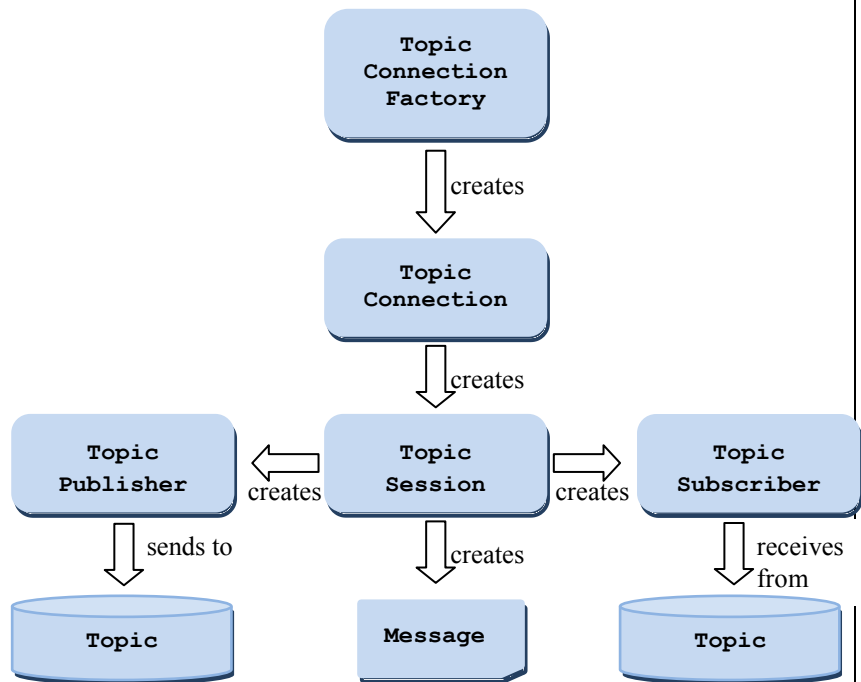 Topic
Connection
Factory
creates
Topic
Connection
creates
Topic
Publisher
creates
Topic
Session
creates
Topic
Subscriber
sends to
creates
receives
from
Topic
Message
Topic